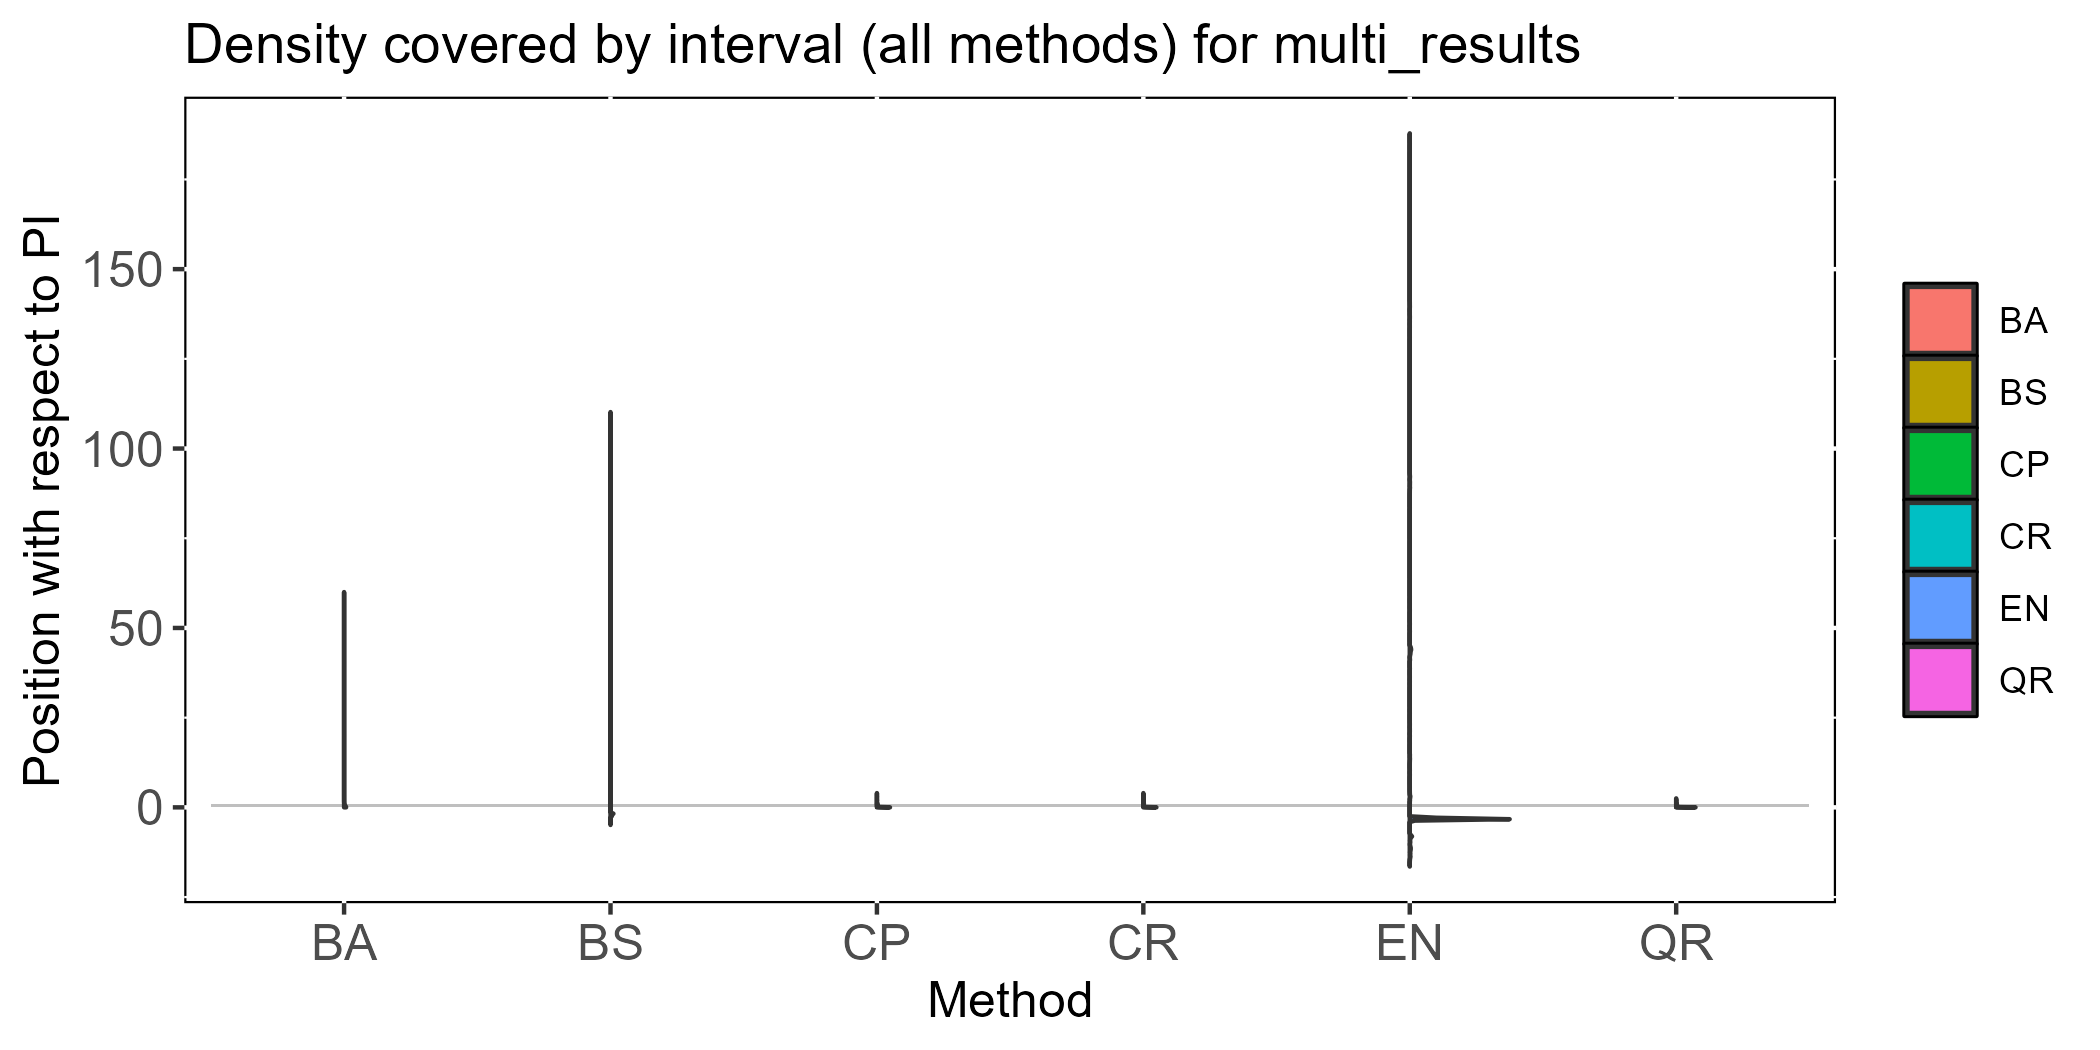 Density covered by interval (all methods) for multi_results
Position with respect to PI
150
100
50
0
BA
BS
CP
CR
EN
QR
Method
BA
BS
CP
CR
EN
QR